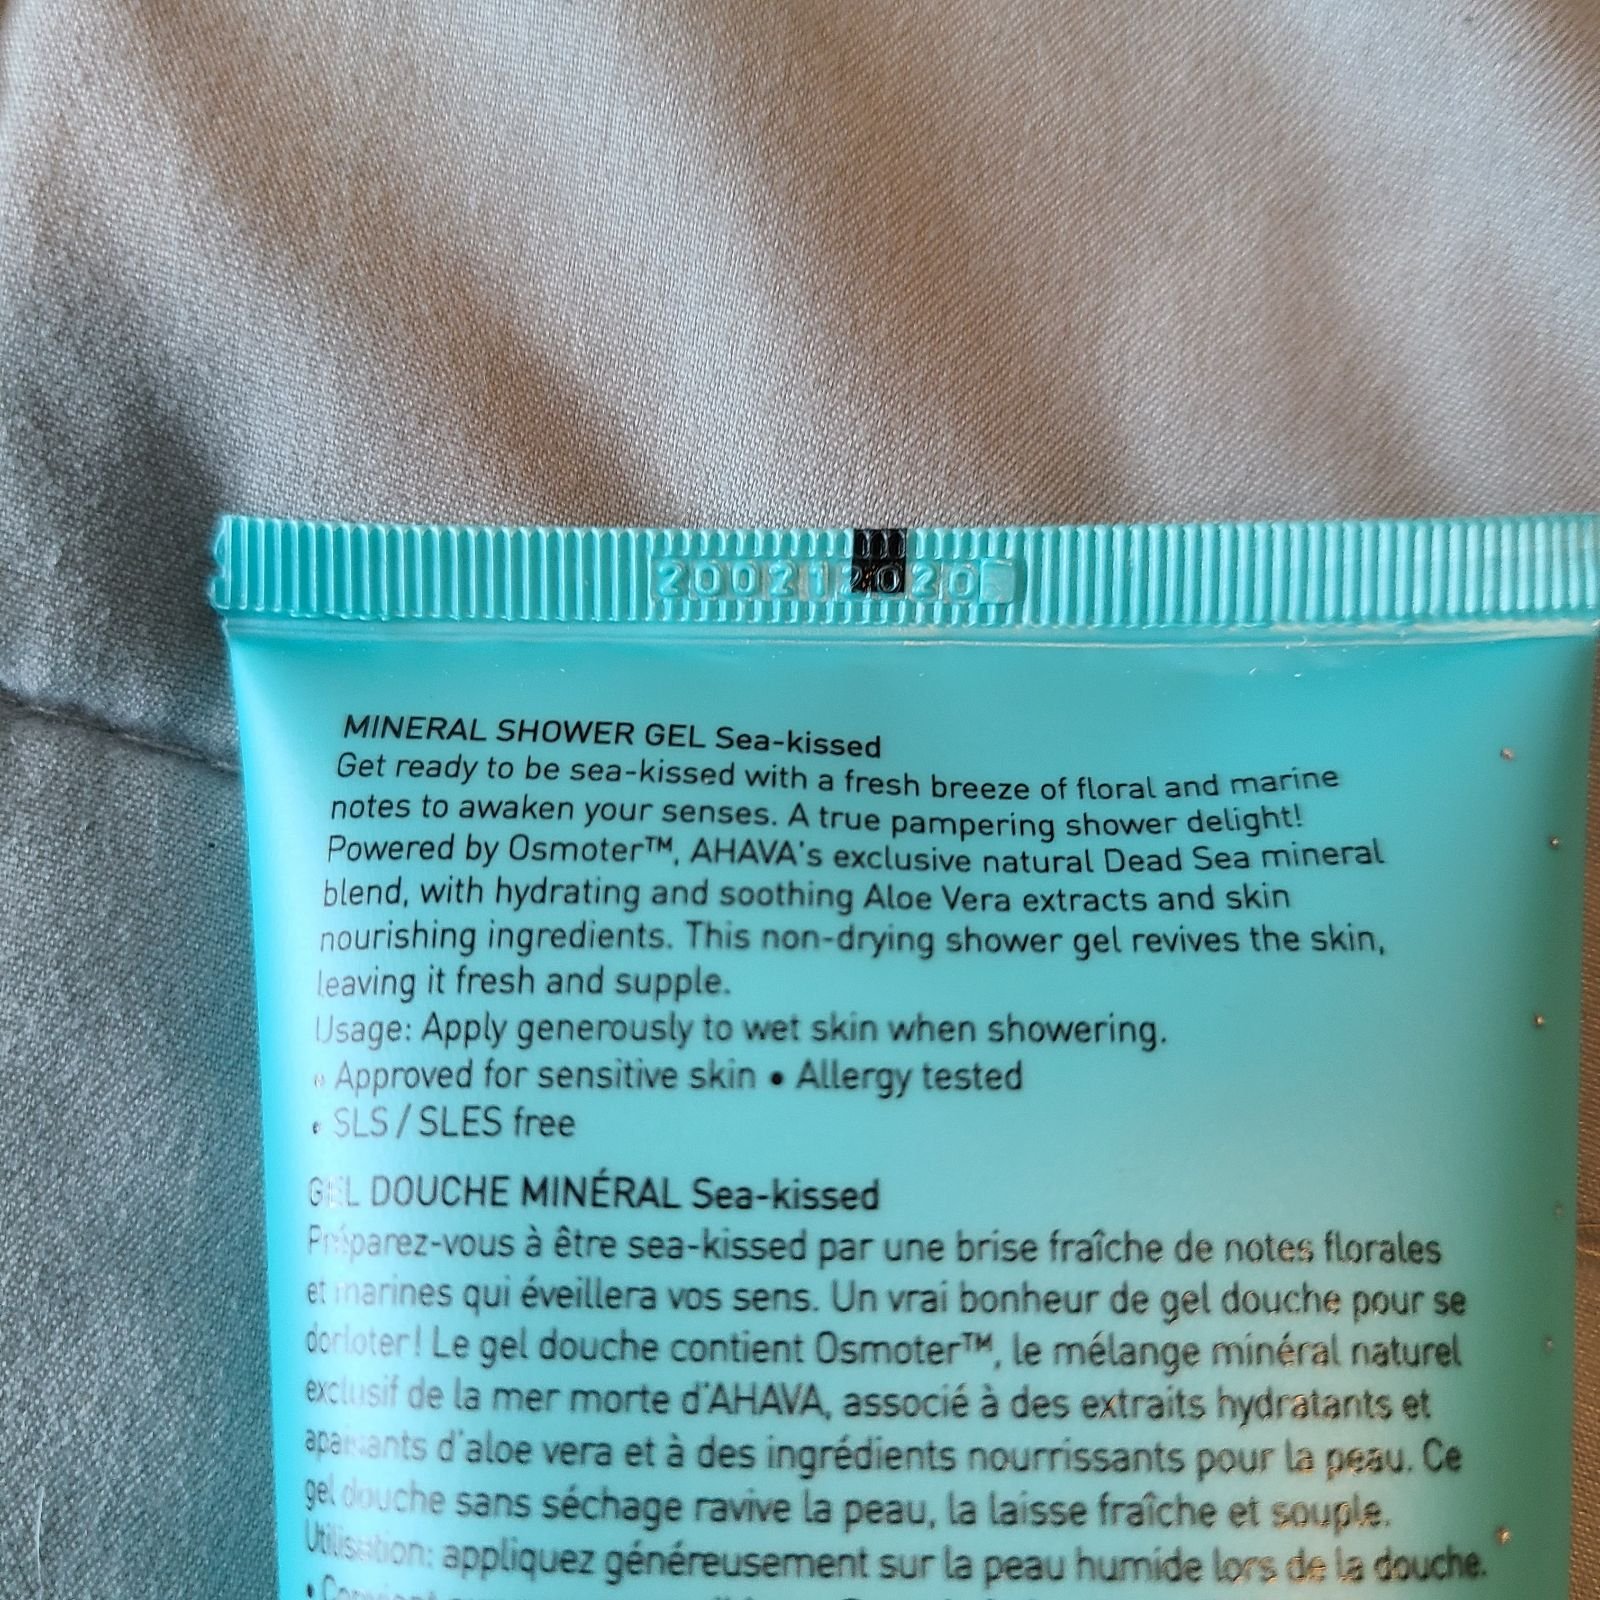 200212020
MINERAL SHOWER GEL Sea-kissed
Get ready to be sea-kissed with a fresh breeze of floral and marine
notes to awaken your senses. A true pampering shower delight!
Powered by Osmoter™, AHAVA's exclusive natural Dead Sea mineral
blend, with hydrating and soothing Aloe Vera extracts and skin
nourishing ingredients. This non-drying shower gel revives the skin,
leaving it fresh and supple.
Usage: Apply generously to wet skin when showering.
• Approved for sensitive skin • Allergy tested
• SLS / SLES free
GEL DOUCHE MINÉRAL Sea-kissed
Préparez-vous à être sea-kissed par une brise fraîche de notes florales
et marines qui éveillera vos sens. Un vrai bonheur de gel douche pour se
dorloter! Le gel douche contient Osmoter™, le mélange minéral naturel
exclusif de la mer morte d'AHAVA, associé à des extraits hydratants et
apaisants d'aloe vera et à des ingrédients nourrissants pour la peau. Ce
gel douche sans séchage ravive la peau, la laisse fraîche et souple.
Utilisation: appliquez généreusement sur la peau humide lors de la douche.